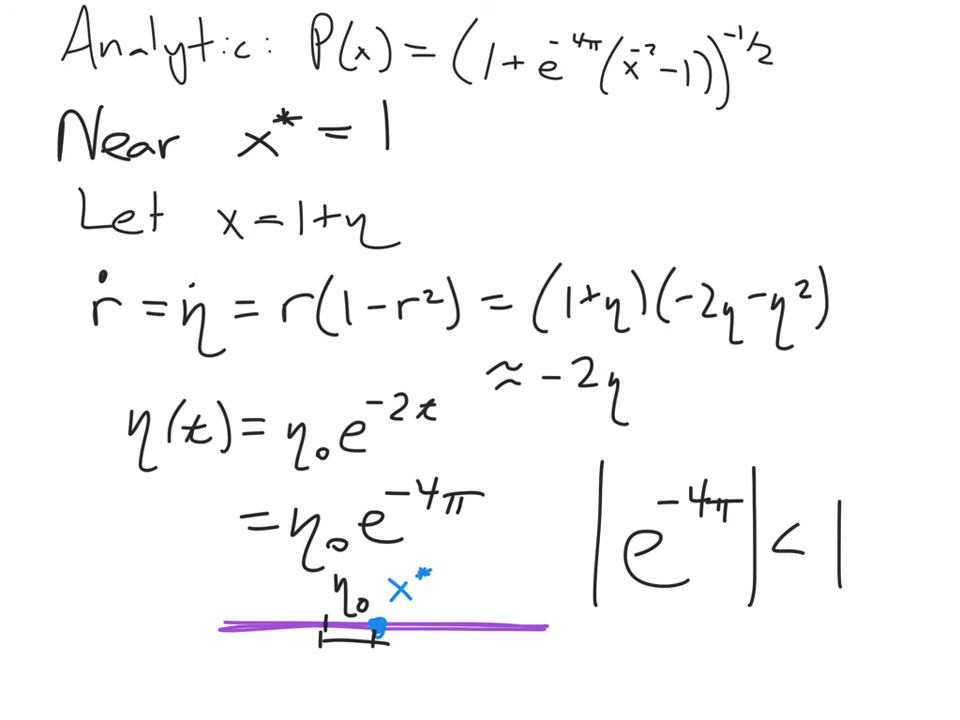 Analytic: P(x) = (1 + e^{-4π}(x^{-2} - 1))^{-1/2}
Near x* = 1
Let x = 1+η
ṙ = η̇ = r(1-r²) = (1+η)(-2η-η²)
≈ -2η
η(t) = η₀e^{-2t}
= η₀e^{-4π} |e^{-4π}| < 1
η₀ x*